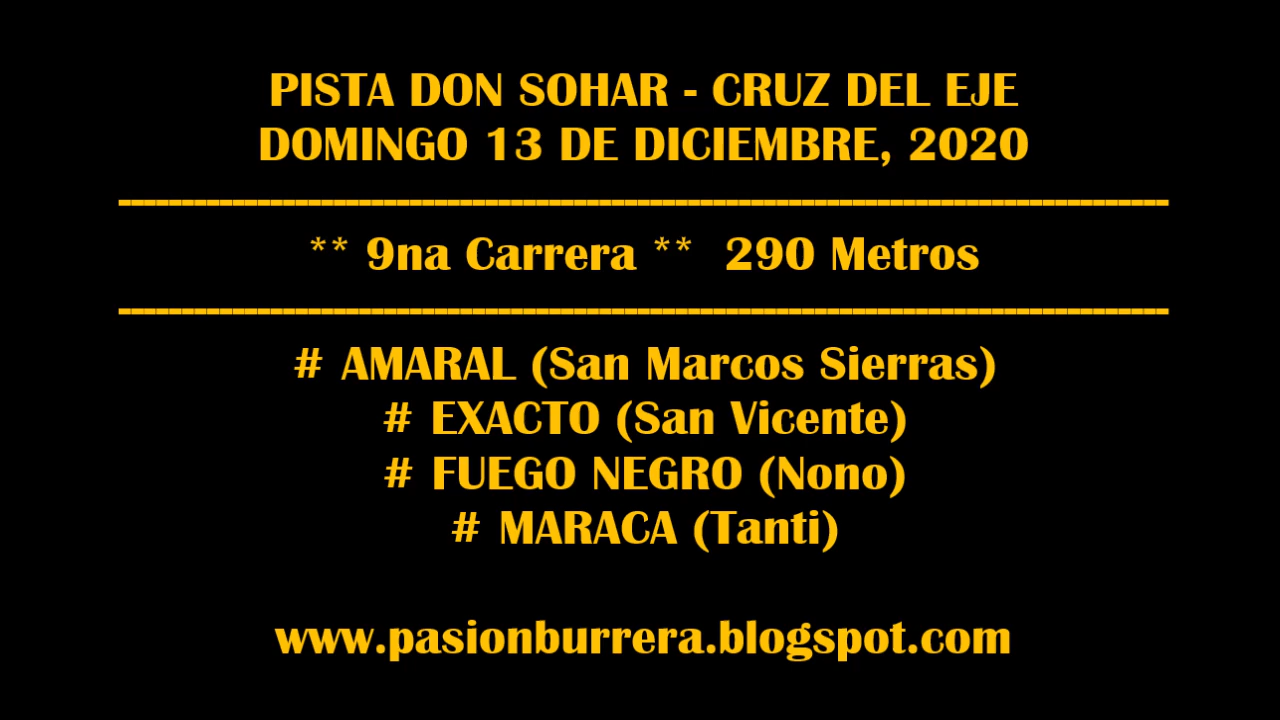 PISTA DON SOHAR - CRUZ DEL EJE
DOMINGO 13 DE DICIEMBRE, 2020
----------------------------------------------------------------------------------
** 9na Carrera ** 290 Metros
----------------------------------------------------------------------------------
# AMARAL (San Marcos Sierras)
# EXACTO (San Vicente)
# FUEGO NEGRO (Nono)
# MARACA (Tanti)
www.pasionburrera.blogspot.com